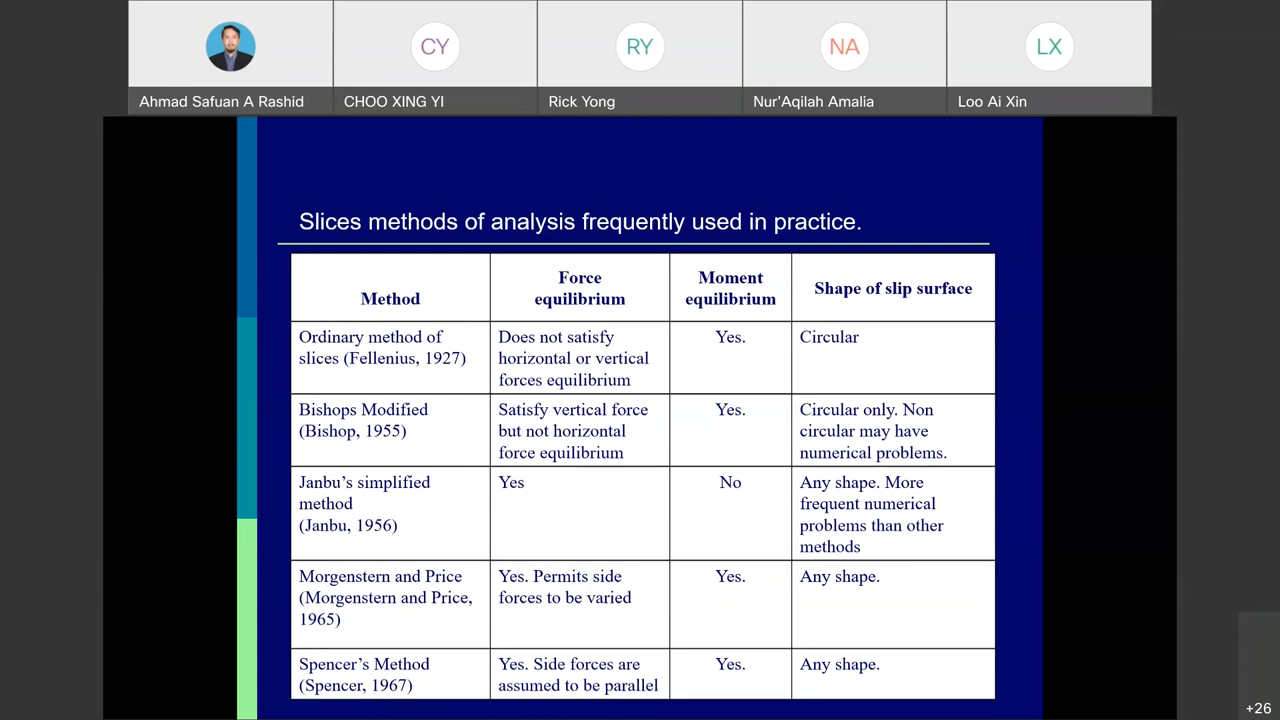 CY
RY
NA
LX
Ahmad Safuan A Rashid
CHOO XING YI
Rick Yong
Nur'Aqilah Amalia
Loo Ai Xin
Slices methods of analysis frequently used in practice.
Method
Force
equilibrium
Moment
equilibrium
Shape of slip surface
Ordinary method of
slices (Fellenius, 1927)
Does not satisfy
horizontal or vertical
forces equilibrium
Yes.
Circular
Bishops Modified
(Bishop, 1955)
Satisfy vertical force
but not horizontal
force equilibrium
Yes.
Circular only. Non
circular may have
numerical problems.
Janbu’s simplified
method
(Janbu, 1956)
Yes
No
Any shape. More
frequent numerical
problems than other
methods
Morgenstern and Price
(Morgenstern and Price,
1965)
Yes. Permits side
forces to be varied
Yes.
Any shape.
Spencer’s Method
(Spencer, 1967)
Yes. Side forces are
assumed to be parallel
Yes.
Any shape.
+26